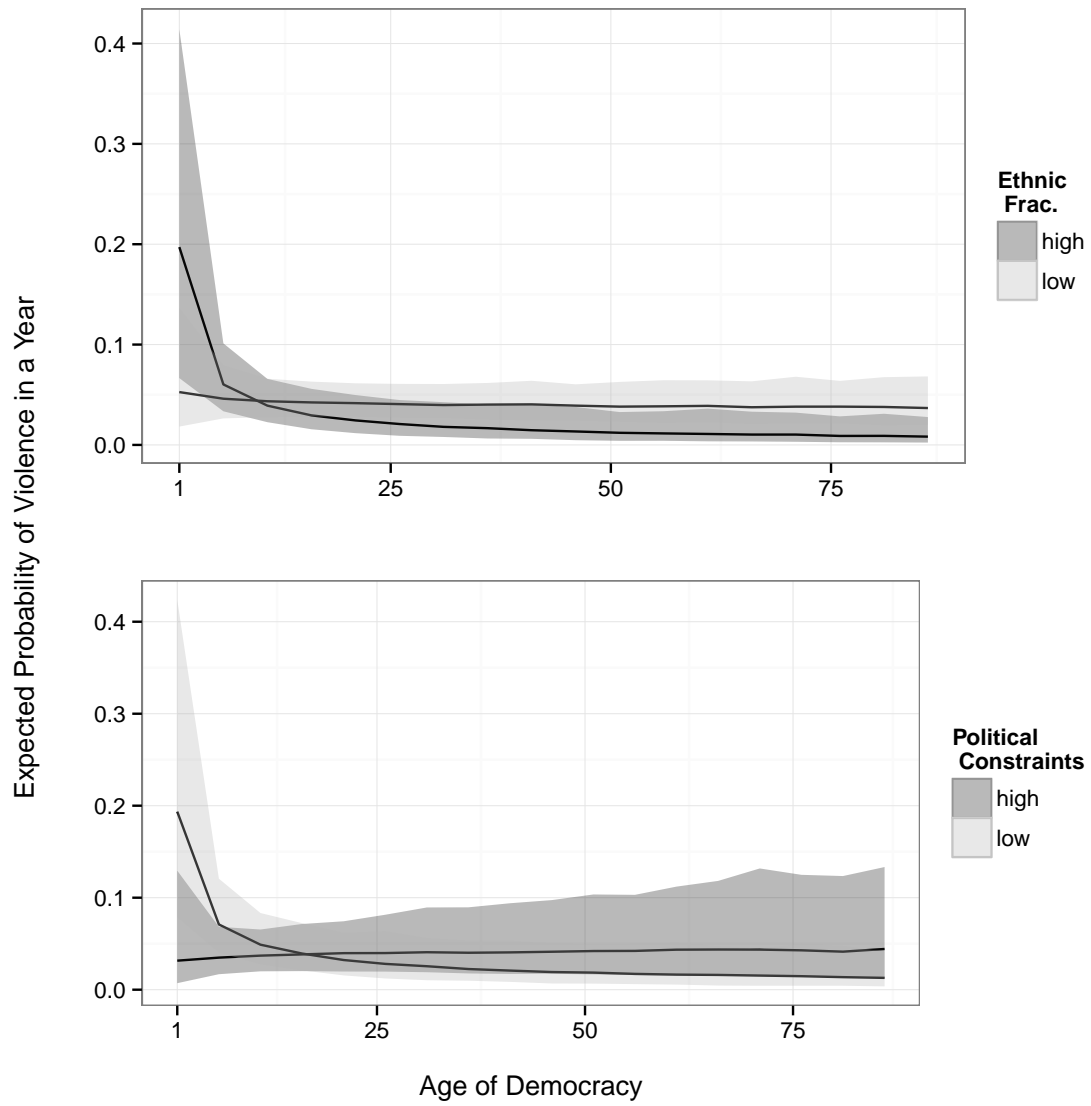 Expected Probability of Violence in a Year
0.4
0.3
0.2
0.1
0.0
1 25 50 75
Ethnic
Frac.
high
low
0.4
0.3
0.2
0.1
0.0
1 25 50 75
Political
Constraints
high
low
Age of Democracy